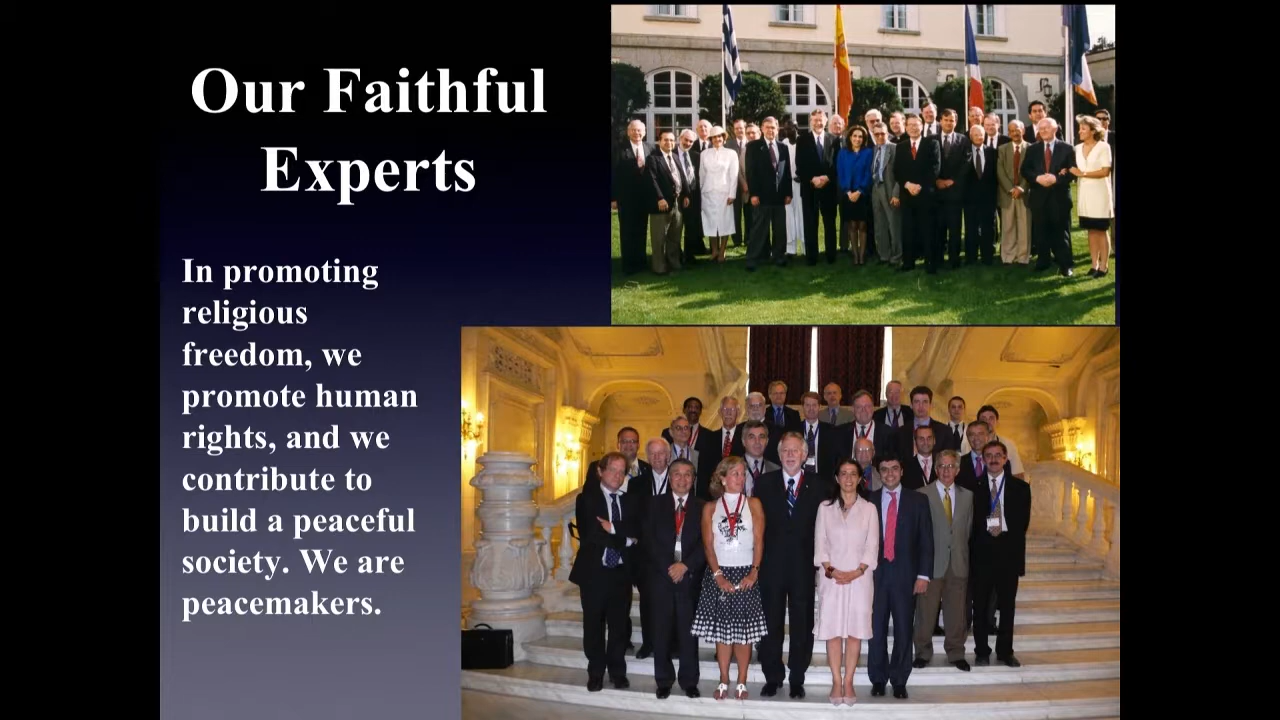 Our Faithful
Experts
In promoting
religious
freedom, we
promote human
rights, and we
contribute to
build a peaceful
society. We are
peacemakers.